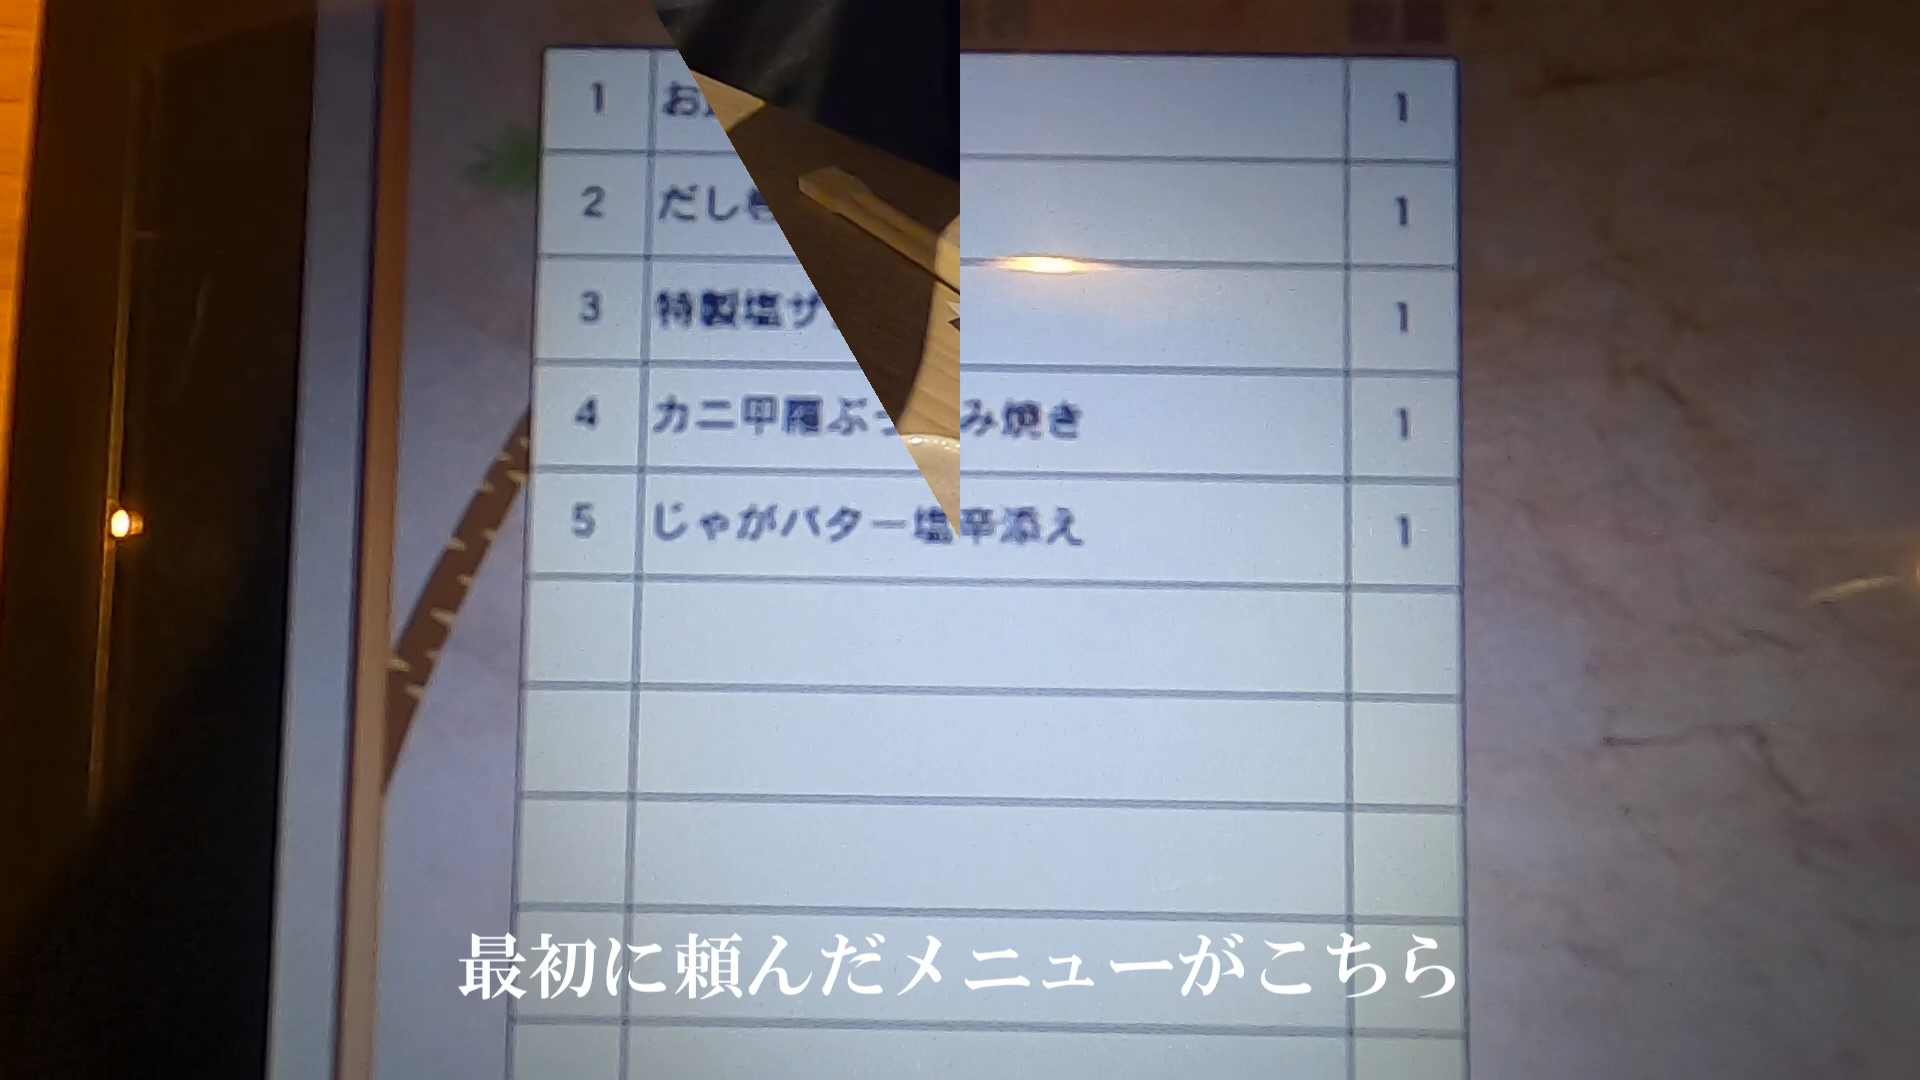 1 お 1
2 だし 1
3 特製塩ザ 1
4 カニ甲羅ぶっ み焼き 1
5 じゃがバター塩辛添え 1
最初に頼んだメニューがこちら